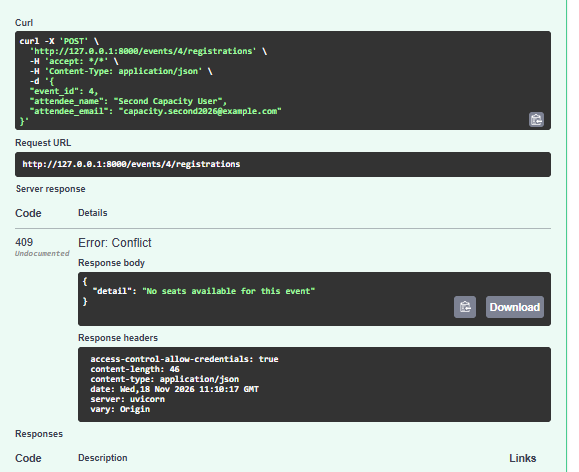 Curl
curl -X 'POST' \
  'http://127.0.0.1:8000/events/4/registrations' \
  -H 'accept: */*' \
  -H 'Content-Type: application/json' \
  -d '{
  "event_id": 4,
  "attendee_name": "Second Capacity User",
  "attendee_email": "capacity.second2026@example.com"
}'
Request URL
http://127.0.0.1:8000/events/4/registrations
Server response
Code Details
409 Error: Conflict
Undocumented
Response body
{
  "detail": "No seats available for this event"
}
Download
Response headers
access-control-allow-credentials: true
content-length: 46
content-type: application/json
date: Wed,18 Nov 2026 11:10:17 GMT
server: uvicorn
vary: Origin
Responses
Code Description Links